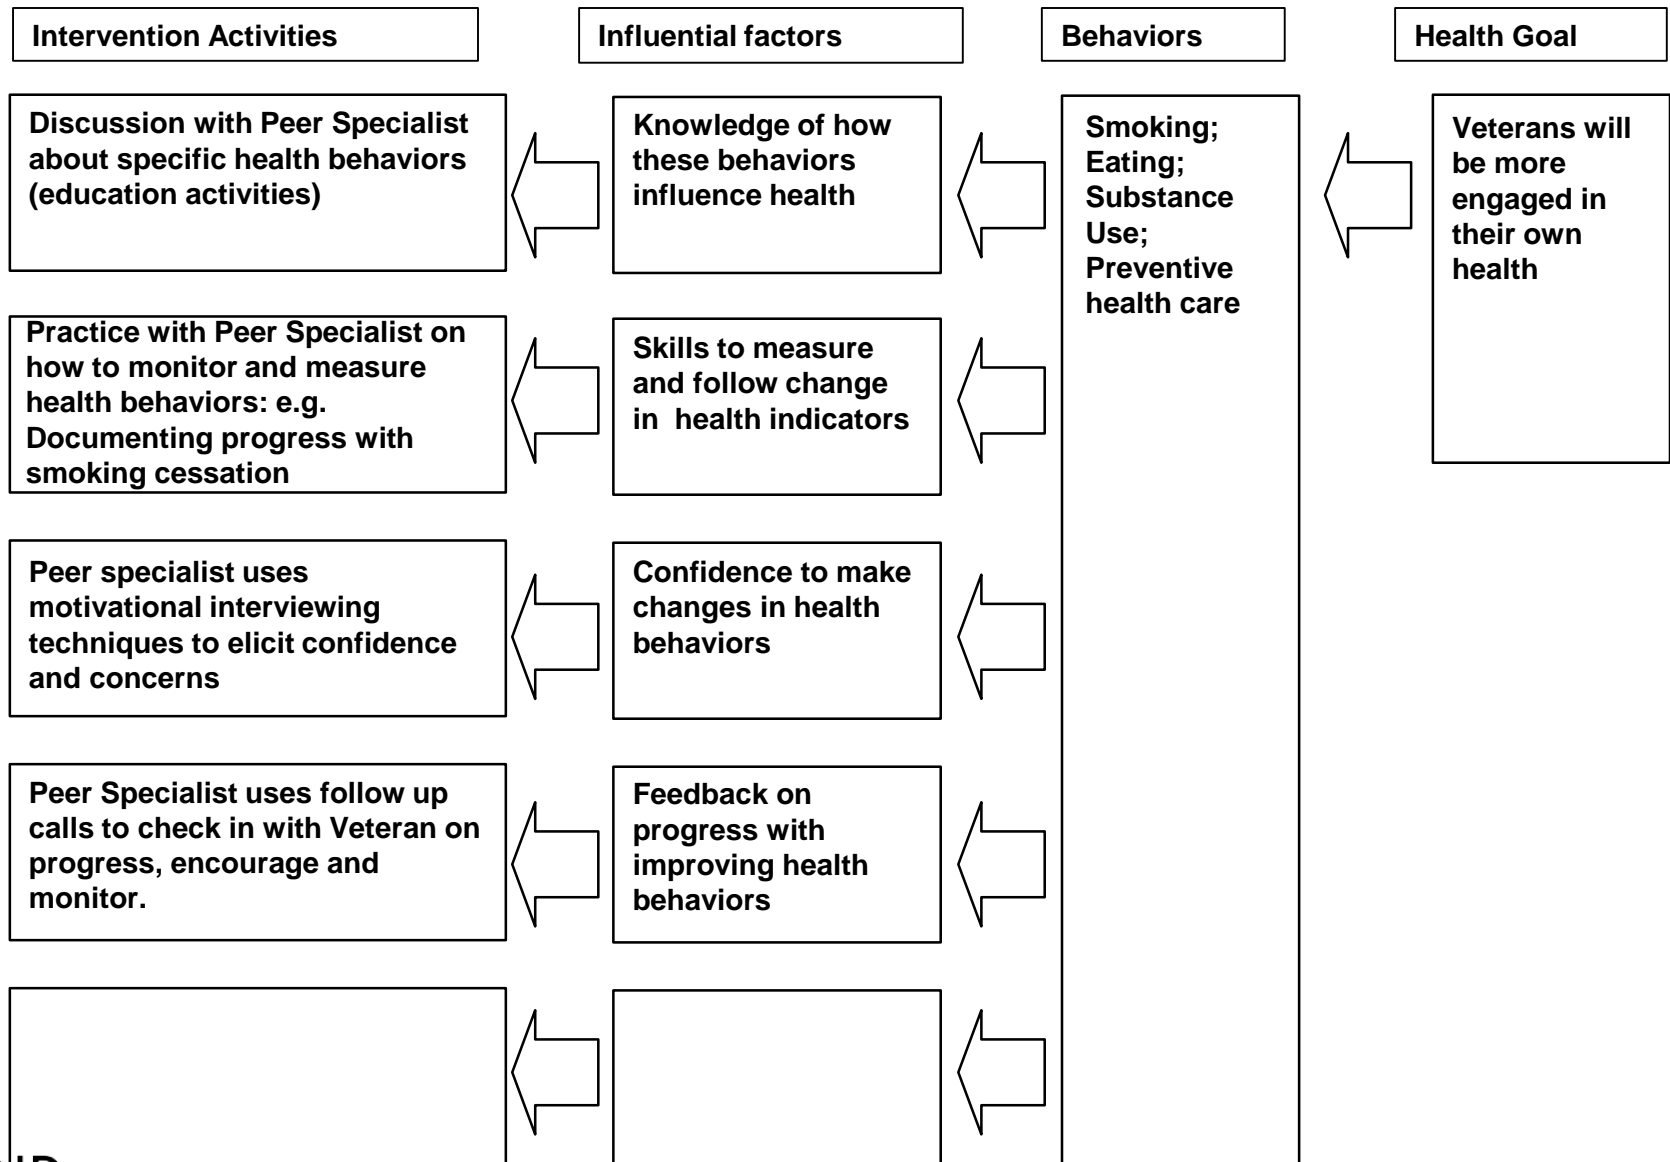 Intervention Activities
Influential factors
Behaviors
Health Goal
Discussion with Peer Specialist
about specific health behaviors
(education activities)
Knowledge of how
these behaviors
influence health
Smoking;
Eating;
Substance
Use;
Preventive
health care
Veterans will
be more
engaged in
their own
health
Practice with Peer Specialist on
how to monitor and measure
health behaviors: e.g.
Documenting progress with
smoking cessation
Skills to measure
and follow change
in  health indicators
Peer specialist uses
motivational interviewing
techniques to elicit confidence
and concerns
Confidence to make
changes in health
behaviors
Peer Specialist uses follow up
calls to check in with Veteran on
progress, encourage and
monitor.
Feedback on
progress with
improving health
behaviors